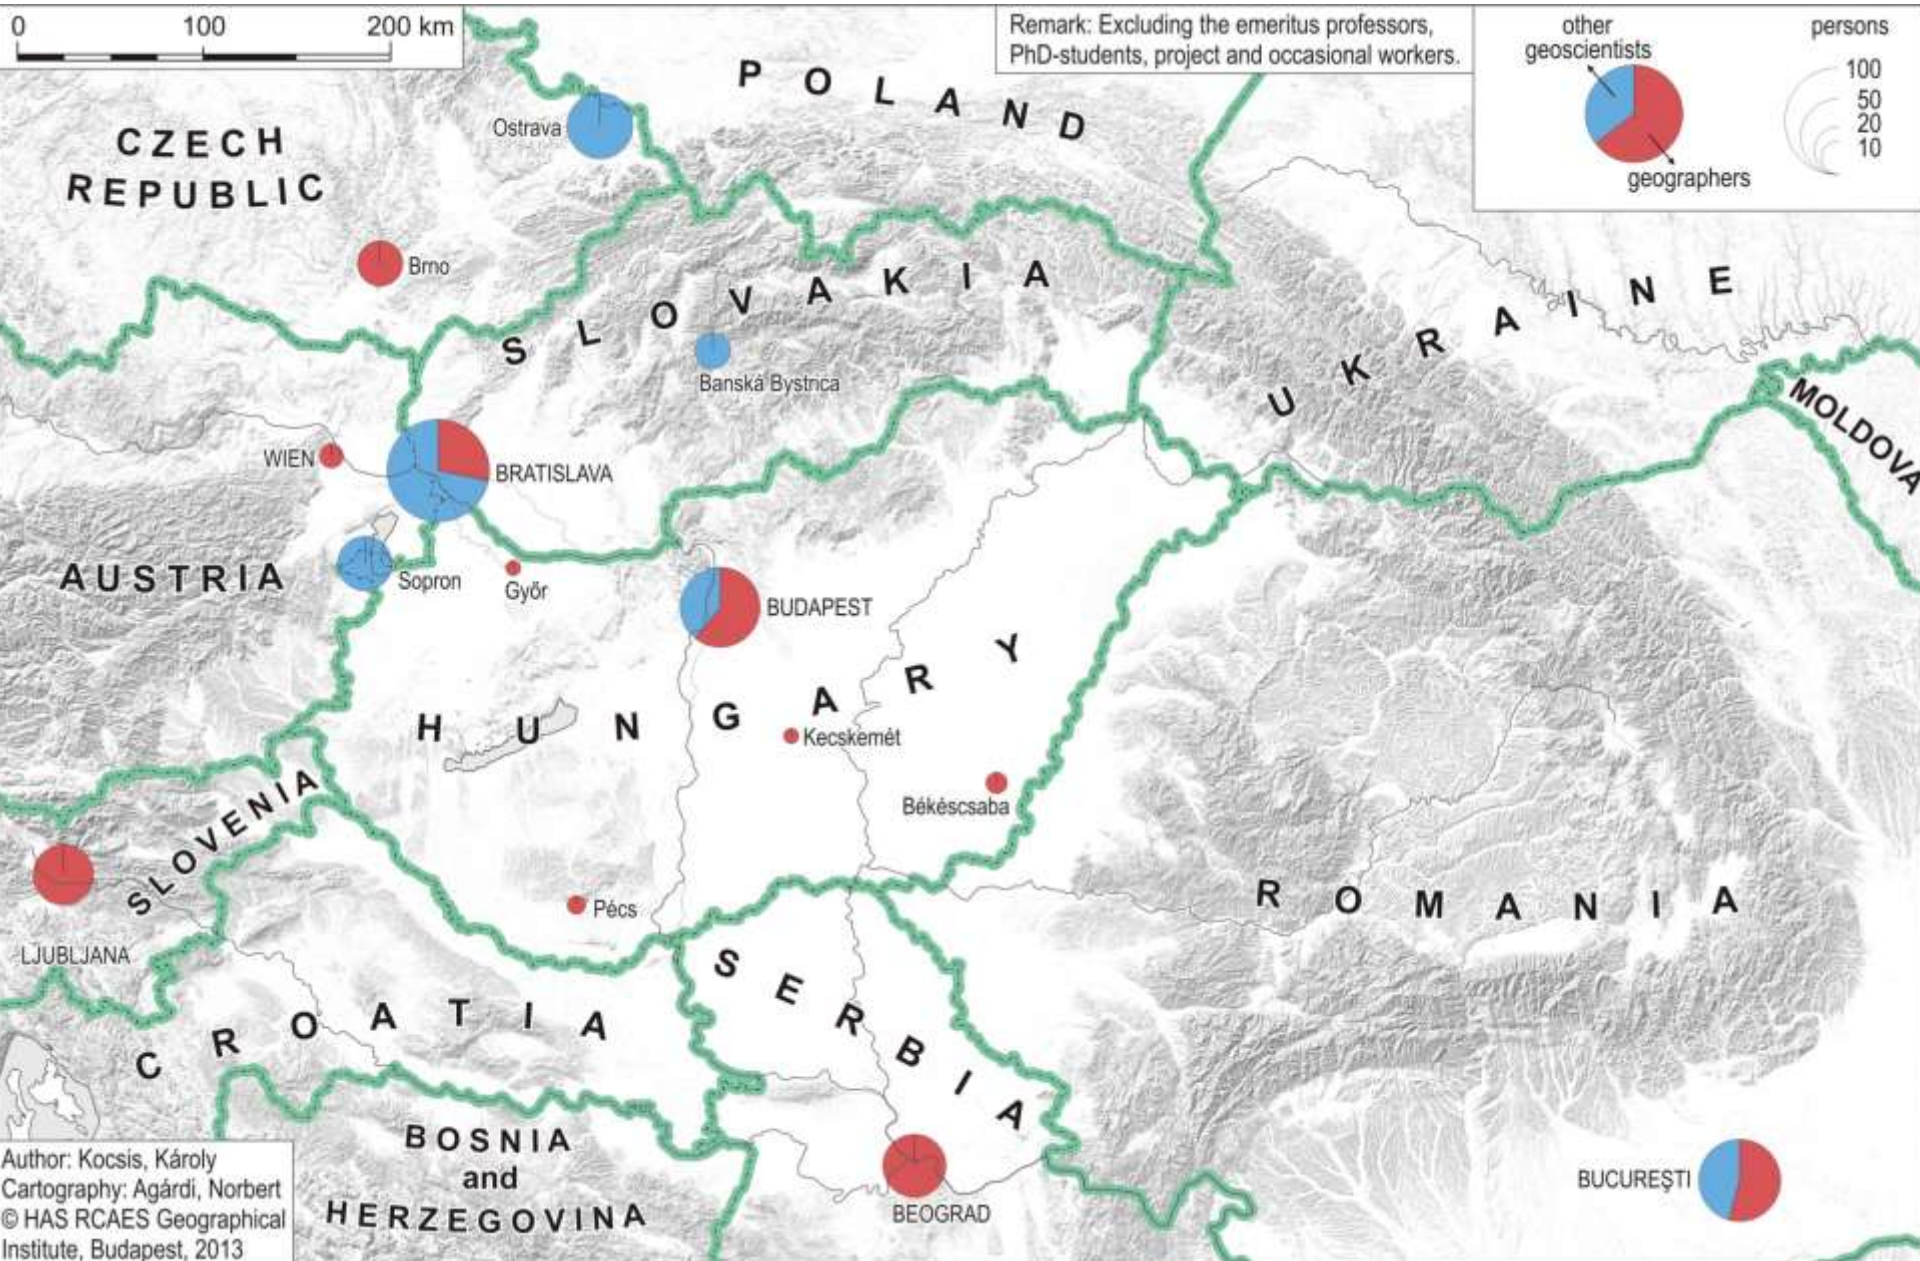 0 100 200 km
Remark: Excluding the emeritus professors,
PhD-students, project and occasional workers.
other
geoscientists
persons
100
50
20
10
geographers
POLAND
CZECH
REPUBLIC
Ostrava
Brno
SLOVAKIA
Banská Bystrica
UKRAINE
MOLDOVA
WIEN
BRATISLAVA
AUSTRIA
Sopron
Győr
BUDAPEST
HUNGARY
Kecskemét
Békéscsaba
SLOVENIA
LJUBLJANA
Pécs
ROMANIA
CROATIA
SERBIA
BOSNIA
and
HERZEGOVINA
BEOGRAD
BUCUREŞTI
Author: Kocsis, Károly
Cartography: Agárdi, Norbert
© HAS RCAES Geographical
Institute, Budapest, 2013